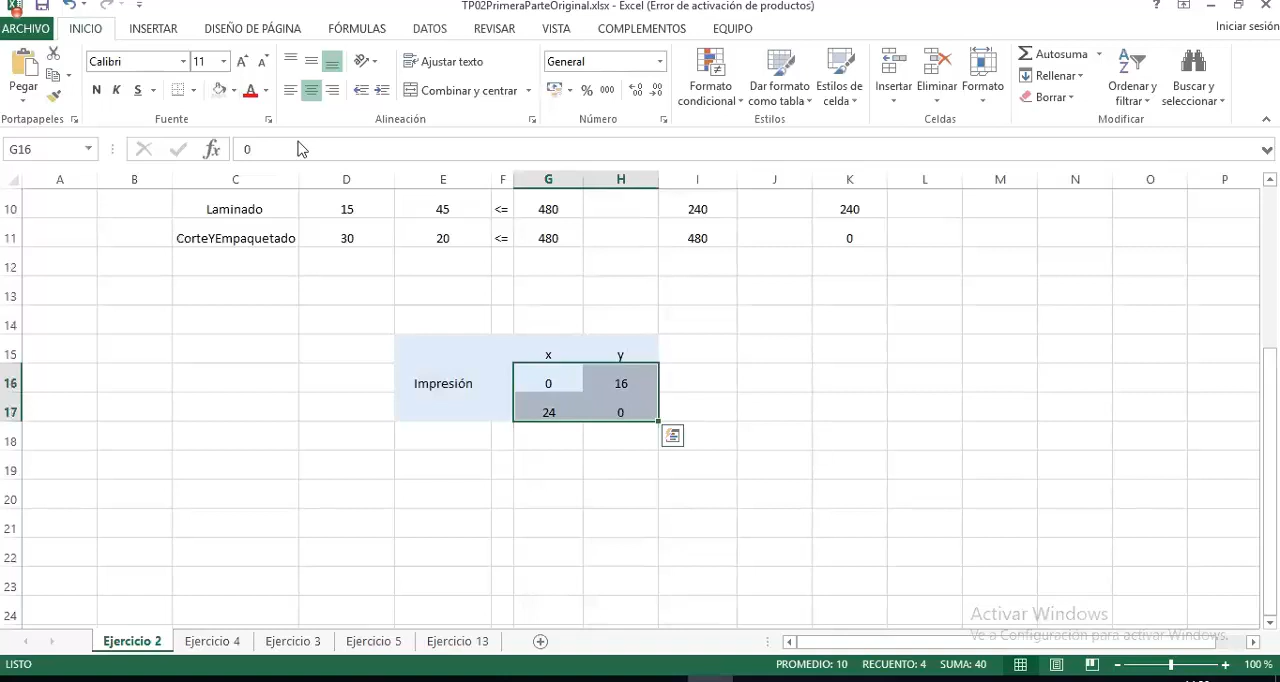 TP02PrimeraParteOriginal.xlsx - Excel (Error de activación de productos)
ARCHIVO INICIO INSERTAR DISEÑO DE PÁGINA FÓRMULAS DATOS REVISAR VISTA COMPLEMENTOS EQUIPO Iniciar sesión
Pegar
Calibri 11
N K S
Ajustar texto
Combinar y centrar
General
% 000
Formato condicional
Dar formato como tabla
Estilos de celda
Insertar Eliminar Formato
Autosuma
Rellenar
Borrar
Ordenar y filtrar
Buscar y seleccionar
Portapapeles Fuente Alineación Número Estilos Celdas Modificar
G16 fx 0
A B C D E F G H I J K L M N O P
10 Laminado 15 45 <= 480 240 240
11 CorteYEmpaquetado 30 20 <= 480 480 0
12
13
14
15 x y
16 Impresión 0 16
17 24 0
18
19
20
21
22
23
24
Activar Windows
Ve a Configuración para activar Windows.
Ejercicio 2 Ejercicio 4 Ejercicio 3 Ejercicio 5 Ejercicio 13
LISTO PROMEDIO: 10 RECUENTO: 4 SUMA: 40 100 %